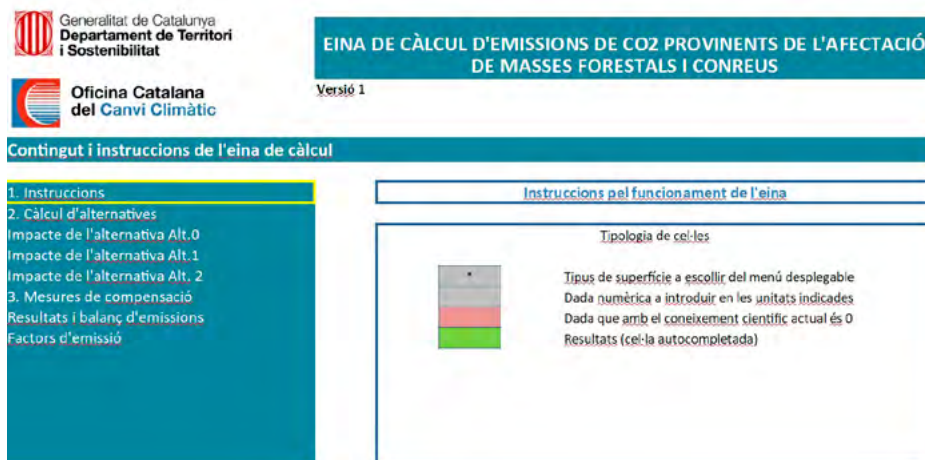 Generalitat de Catalunya
Departament de Territori
i Sostenibilitat
EINA DE CÀLCUL D'EMISSIONS DE CO2 PROVINENTS DE L'AFECTACIÓ
DE MASSES FORESTALS I CONREUS
Oficina Catalana
del Canvi Climàtic
Versió 1
Contingut i instruccions de l'eina de càlcul
1. Instruccions
2. Càlcul d'alternatives
Impacte de l'alternativa Alt.0
Impacte de l'alternativa Alt.1
Impacte de l'alternativa Alt. 2
3. Mesures de compensació
Resultats i balanç d'emissions
Factors d'emissió
Instruccions pel funcionament de l'eina
Tipologia de cel·les
Tipus de superfície a escollir del menú desplegable
Dada numèrica a introduir en les unitats indicades
Dada que amb el coneixement científic actual és 0
Resultats (cel·la autocompletada)